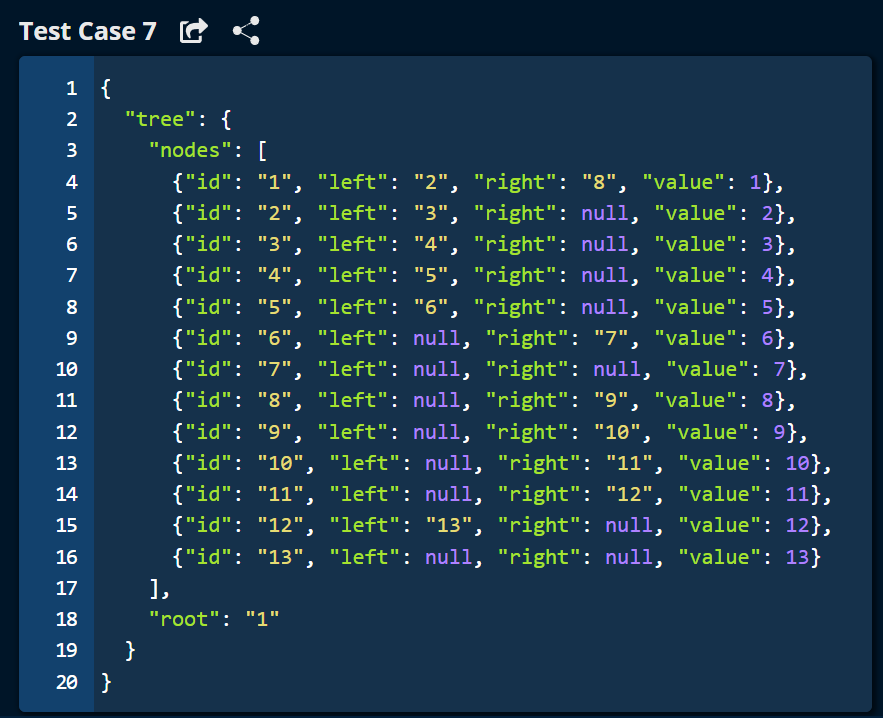 Test Case 7
1 {
2 "tree": {
3 "nodes": [
4 {"id": "1", "left": "2", "right": "8", "value": 1},
5 {"id": "2", "left": "3", "right": null, "value": 2},
6 {"id": "3", "left": "4", "right": null, "value": 3},
7 {"id": "4", "left": "5", "right": null, "value": 4},
8 {"id": "5", "left": "6", "right": null, "value": 5},
9 {"id": "6", "left": null, "right": "7", "value": 6},
10 {"id": "7", "left": null, "right": null, "value": 7},
11 {"id": "8", "left": null, "right": "9", "value": 8},
12 {"id": "9", "left": null, "right": "10", "value": 9},
13 {"id": "10", "left": null, "right": "11", "value": 10},
14 {"id": "11", "left": null, "right": "12", "value": 11},
15 {"id": "12", "left": "13", "right": null, "value": 12},
16 {"id": "13", "left": null, "right": null, "value": 13}
17 ],
18 "root": "1"
19 }
20 }